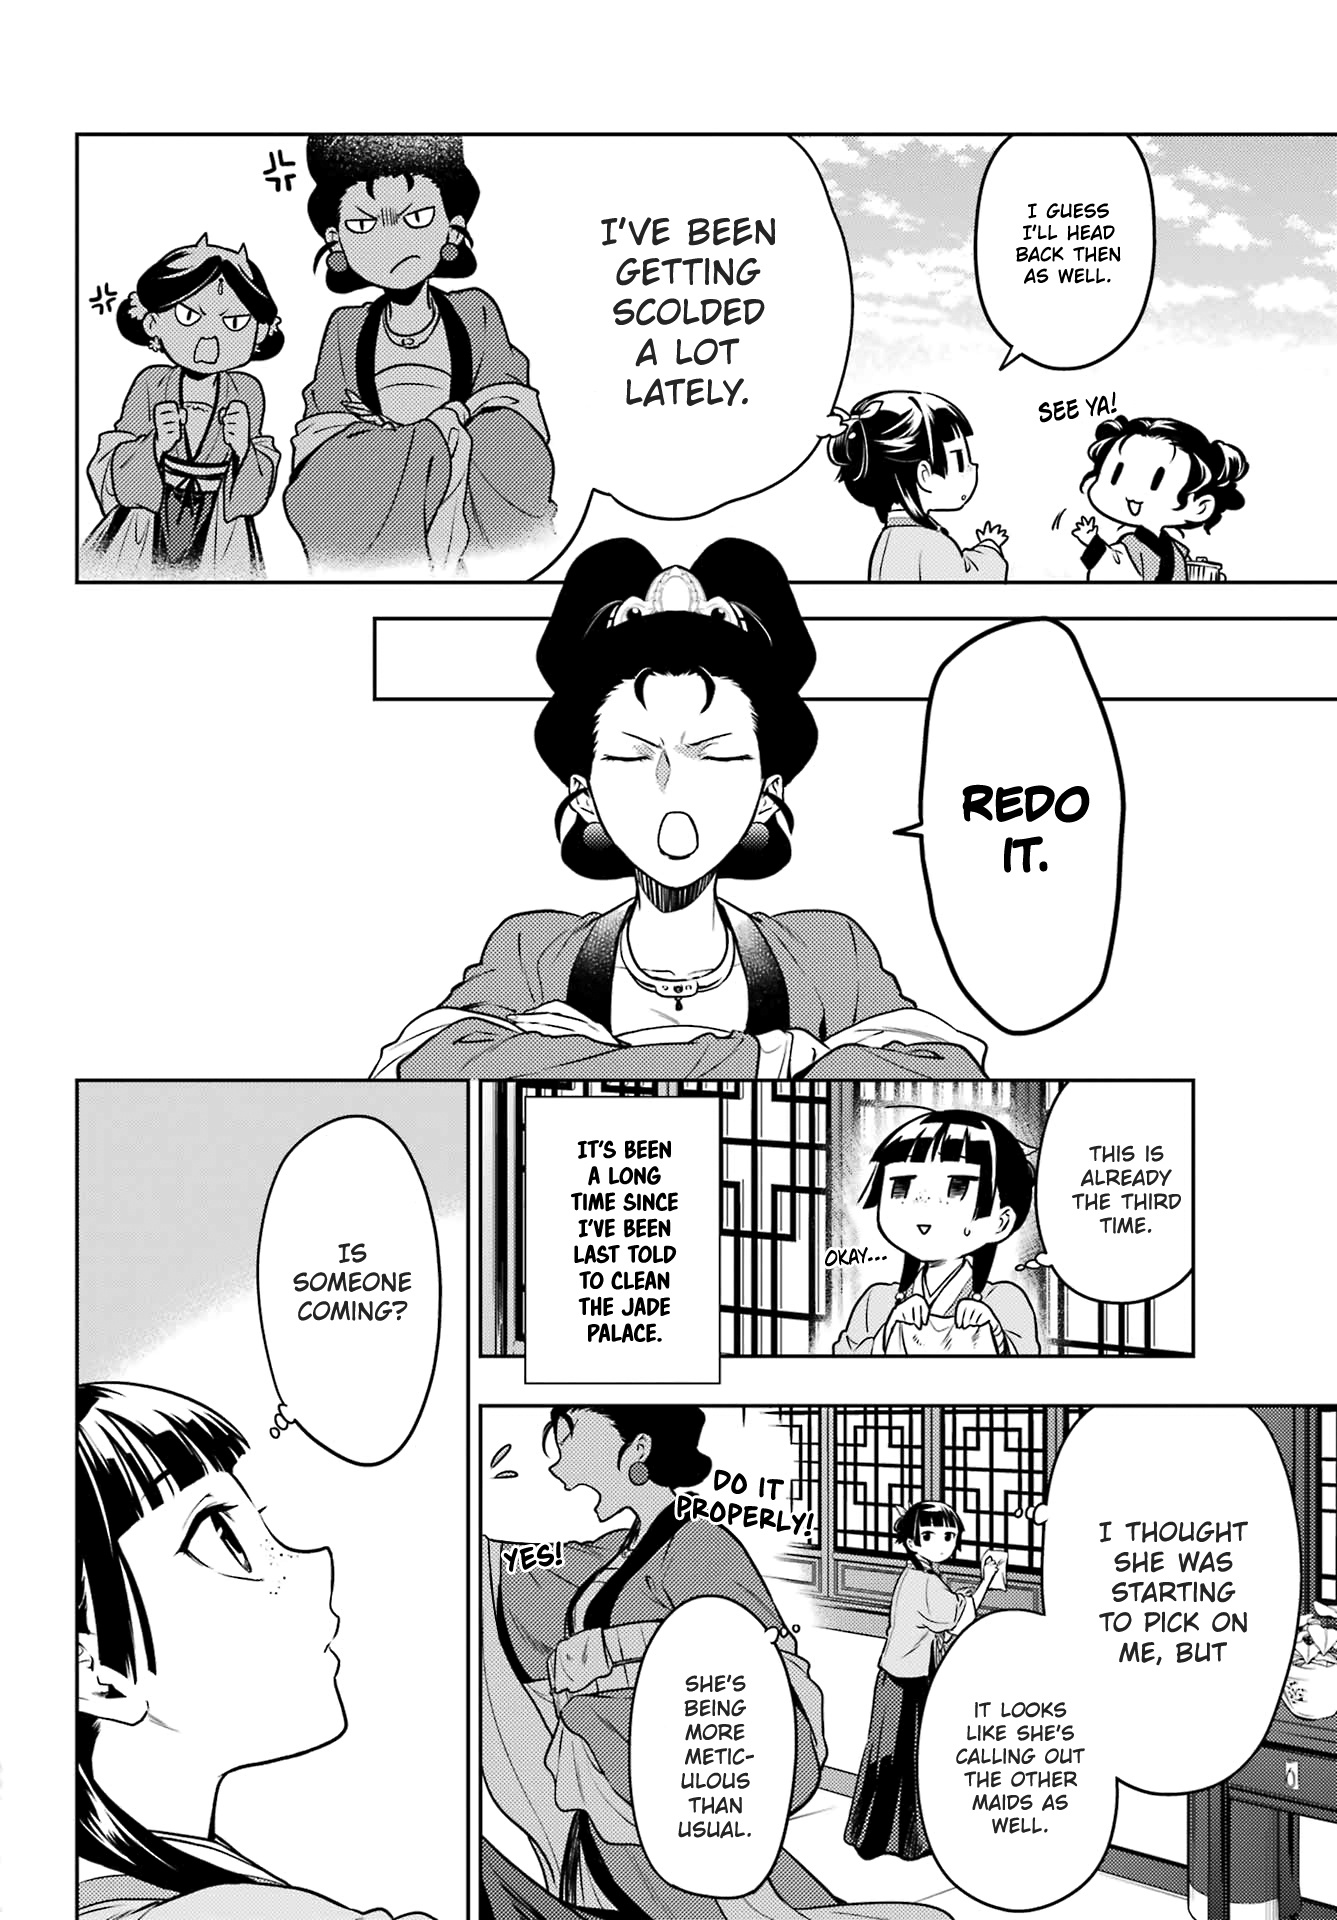 I GUESS
I'LL HEAD
BACK THEN
AS WELL.
SEE YA!
I'VE BEEN
GETTING
SCOLDED
A LOT
LATELY.
REDO
IT.
THIS IS
ALREADY
THE THIRD
TIME.
OKAY...
IT'S BEEN
A LONG
TIME SINCE
I'VE BEEN
LAST TOLD
TO CLEAN
THE JADE
PALACE.
I THOUGHT
SHE WAS
STARTING
TO PICK ON
ME, BUT
IT LOOKS
LIKE SHE'S
CALLING OUT
THE OTHER
MAIDS AS
WELL.
DO IT
PROPERLY!
YES!
SHE'S
BEING
MORE
METIC-
ULOUS
THAN
USUAL.
IS
SOMEONE
COMING?